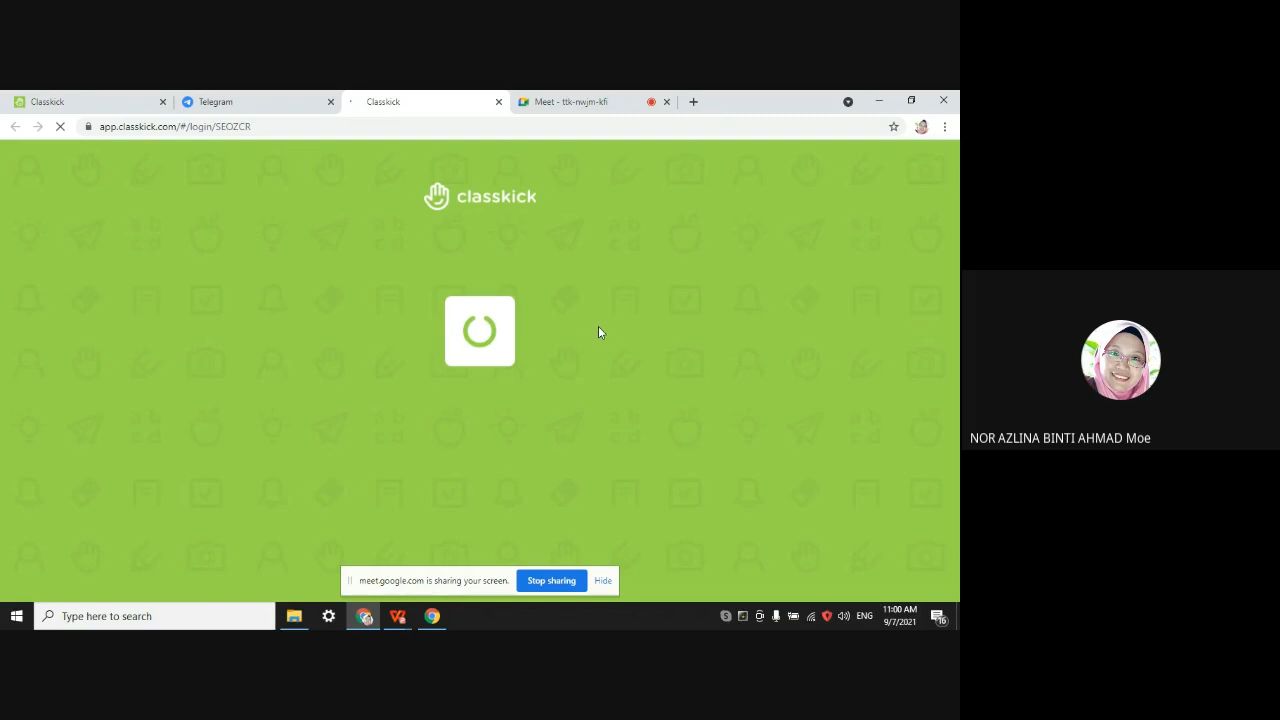 Classkick
Telegram
Classkick
Meet - ttk-nwjm-kfi
app.classkick.com/#/login/SEOZCR
classkick
NOR AZLINA BINTI AHMAD Moe
meet.google.com is sharing your screen.
Stop sharing
Hide
Type here to search
ENG
11:00 AM
9/7/2021
16